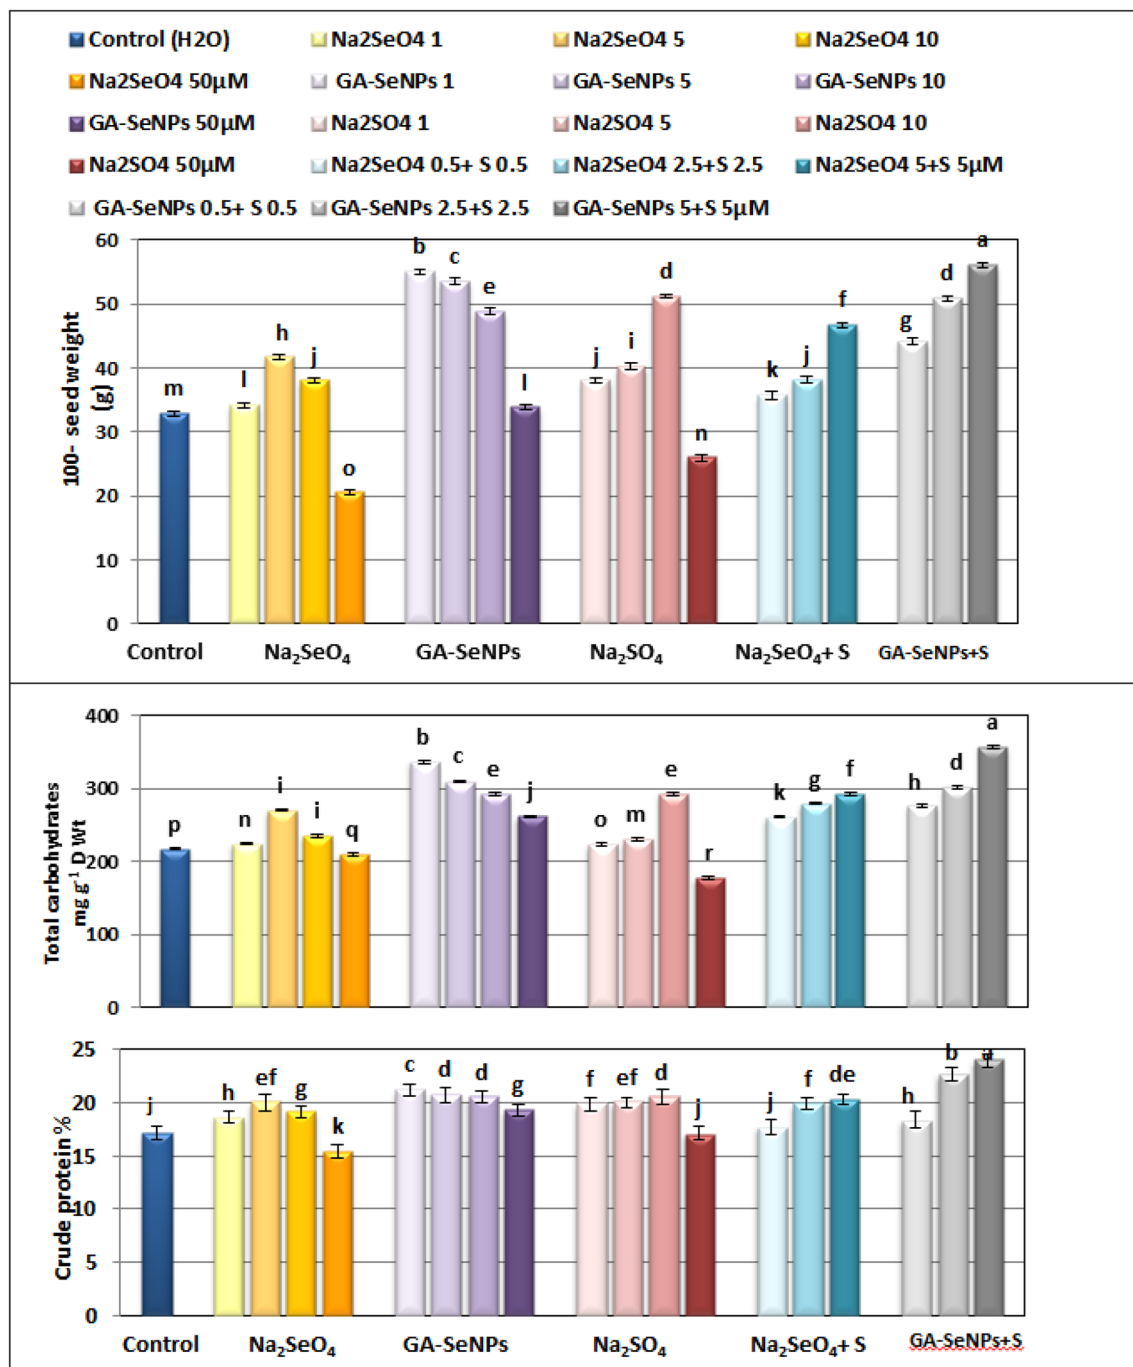 Control (H2O) Na2SeO4 1 Na2SeO4 5 Na2SeO4 10
Na2SeO4 50µM GA-SeNPs 1 GA-SeNPs 5 GA-SeNPs 10
GA-SeNPs 50µM Na2SO4 1 Na2SO4 5 Na2SO4 10
Na2SO4 50µM Na2SeO4 0.5+ S 0.5 Na2SeO4 2.5+S 2.5 Na2SeO4 5+S 5µM
GA-SeNPs 0.5+ S 0.5 GA-SeNPs 2.5+S 2.5 GA-SeNPs 5+S 5µM
100- seed weight
(g)
60
50
40
30
20
10
0
m l h j o b c e l j i d n k j f g d a
Control Na₂SeO₄ GA-SeNPs Na₂SO₄ Na₂SeO₄+ S GA-SeNPs+S
Total carbohydrates
mg g⁻¹ D Wt
400
300
200
100
0
p n i i q b c e j o m e r k g f h d a
Crude protein %
25
20
15
10
5
0
j h ef g k c d d g f ef d j j f de h b a
Control Na₂SeO₄ GA-SeNPs Na₂SO₄ Na₂SeO₄+ S GA-SeNPs+S